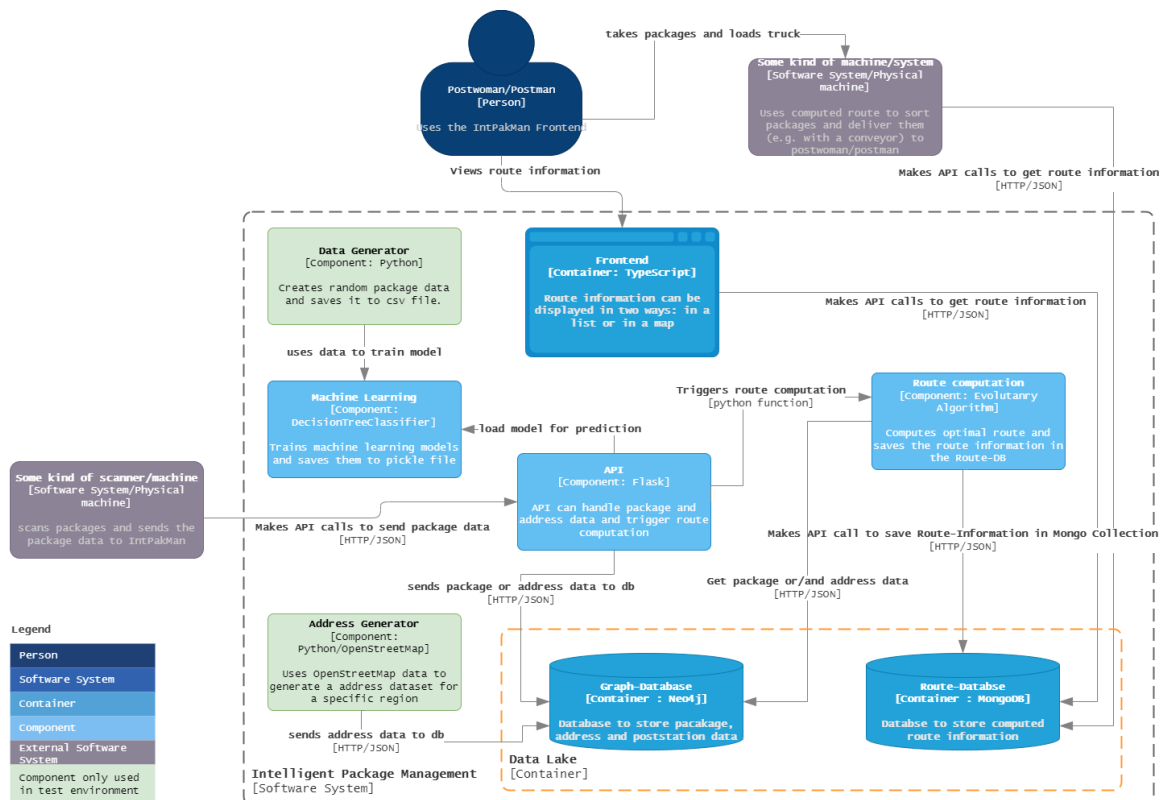 takes packages and loads truck
Postwoman/Postman
[Person]
Uses the IntPakMan Frontend
Some kind of machine/system
[Software System/Physical
machine]
Uses computed route to sort
packages and deliver them
(e.g. with a conveyor) to
postwoman/postman
Views route information
Makes API calls to get route information
[HTTP/JSON]
Data Generator
[Component: Python]
Creates random package data
and saves it to csv file.
Frontend
[Container: TypeScript]
Route information can be
displayed in two ways: in a
list or in a map
Makes API calls to get route information
[HTTP/JSON]
uses data to train model
Machine Learning
[Component:
DecisionTreeClassifier]
Trains machine learning models
and saves them to pickle file
Triggers route computation
[python function]
Route computation
[Component: Evolutanry
Algorithm]
Computes optimal route and
saves the route information in
the Route-DB
load model for prediction
Some kind of scanner/machine
[Software System/Physical
machine]
scans packages and sends the
package data to IntPakMan
API
[Component: Flask]
API can handle package and
address data and trigger route
computation
Makes API calls to send package data
[HTTP/JSON]
Makes API call to save Route-Information in Mongo Collection
[HTTP/JSON]
sends package or address data to db
[HTTP/JSON]
Get package or/and address data
[HTTP/JSON]
Address Generator
[Component:
Python/OpenStreetMap]
Uses OpenStreetMap data to
generate a address dataset for
a specific region
sends address data to db
[HTTP/JSON]
Graph-Database
[Container : Neo4j]
Database to store pacakage,
address and poststation data
Route-Databse
[Container : MongoDB]
Databse to store computed
route information
Data Lake
[Container]
Intelligent Package Management
[Software System]
Legend
Person
Software System
Container
Component
External Software
System
Component only used
in test environment